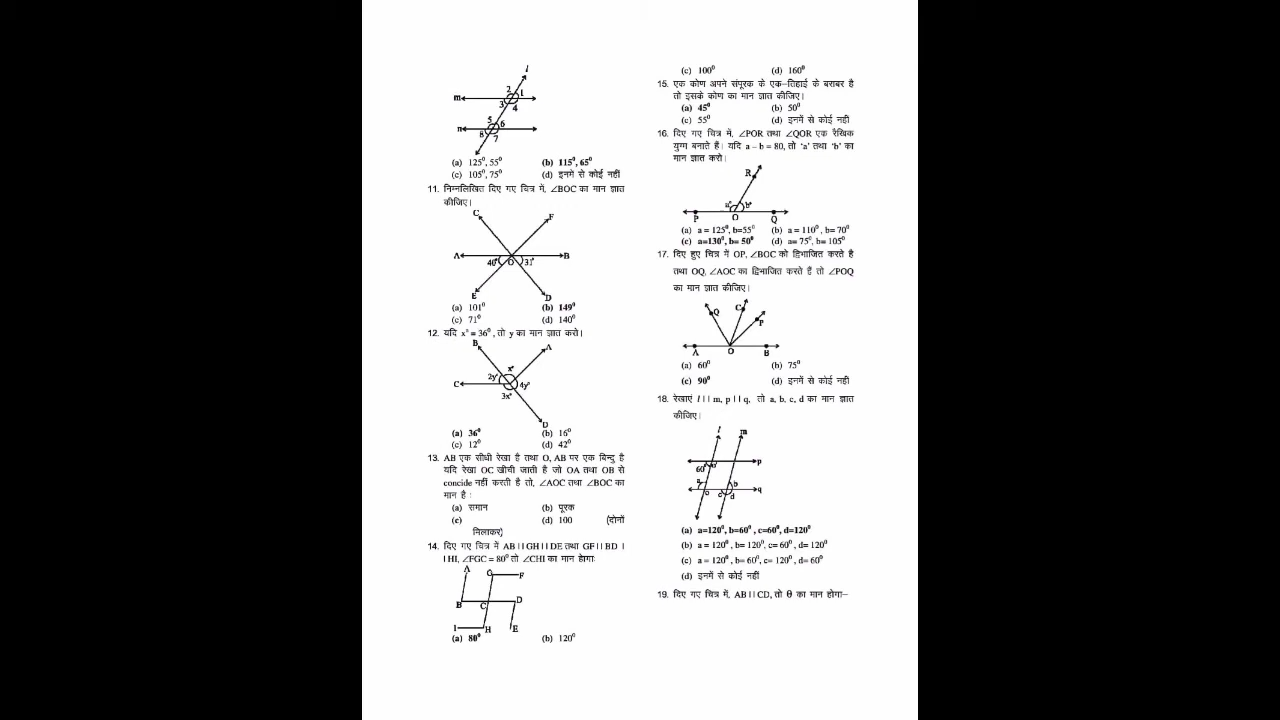 l
2 1
m
3 4
5 6
n
8 7
(a) 125⁰, 55⁰ (b) 115⁰, 65⁰
(c) 105⁰, 75⁰ (d) इनमे से कोई नहीं
11. निम्नलिखित दिए गए चित्र में, ∠BOC का मान ज्ञात
कीजिए।
C F
A B
40⁰ O 31⁰
E D
(a) 101⁰ (b) 149⁰
(c) 71⁰ (d) 140⁰
12. यदि x⁰ = 36⁰, तो y का मान ज्ञात करो।
B A
x⁰
2y⁰
C 4y⁰
3x⁰
D
(a) 36⁰ (b) 16⁰
(c) 12⁰ (d) 42⁰
13. AB एक सीधी रेखा है तथा O, AB पर एक बिन्दु है
यदि रेखा OC खीची जाती है जो OA तथा OB से
concide नहीं करती है तो, ∠AOC तथा ∠BOC का
मान है :
(a) समान (b) पूरक
(c) (d) 100 (दोनों
मिलाकर)
14. दिए गए चित्र में AB||GH||DE तथा GF||BD|
|HI, ∠FGC = 80⁰ तो ∠CHI का मान होगाः
A G F
B C D
I H E
(a) 80⁰ (b) 120⁰
(c) 100⁰ (d) 160⁰
15. एक कोण अपने संपूरक के एक–तिहाई के बराबर है
तो इसके कोण का मान ज्ञात कीजिए।
(a) 45⁰ (b) 50⁰
(c) 55⁰ (d) इनमें से कोई नहीं
16. दिए गए चित्र में, ∠POR तथा ∠QOR एक रैखिक
युग्म बनाते हैं। यदि a – b = 80, तो 'a' तथा 'b' का
मान ज्ञात करो।
R
a⁰ b⁰
P O Q
(a) a = 125⁰, b=55⁰ (b) a = 110⁰, b= 70⁰
(c) a=130⁰, b= 50⁰ (d) a= 75⁰, b= 105⁰
17. दिए हुए चित्र में OP, ∠BOC को द्विभाजित करते है
तथा OQ, ∠AOC का द्विभाजित करते हैं तो ∠POQ
का मान ज्ञात कीजिए।
Q C
P
A O B
(a) 60⁰ (b) 75⁰
(c) 90⁰ (d) इनमें से कोई नहीं
18. रेखाएं l||m, p||q, तो a, b, c, d का मान ज्ञात
कीजिए।
l m
p
60⁰
a b
c d q
(a) a=120⁰, b=60⁰, c=60⁰, d=120⁰
(b) a = 120⁰, b= 120⁰, c= 60⁰, d= 120⁰
(c) a = 120⁰, b= 60⁰, c= 120⁰, d= 60⁰
(d) इनमें से कोई नहीं
19. दिए गए चित्र में, AB||CD, तो θ का मान होगा–